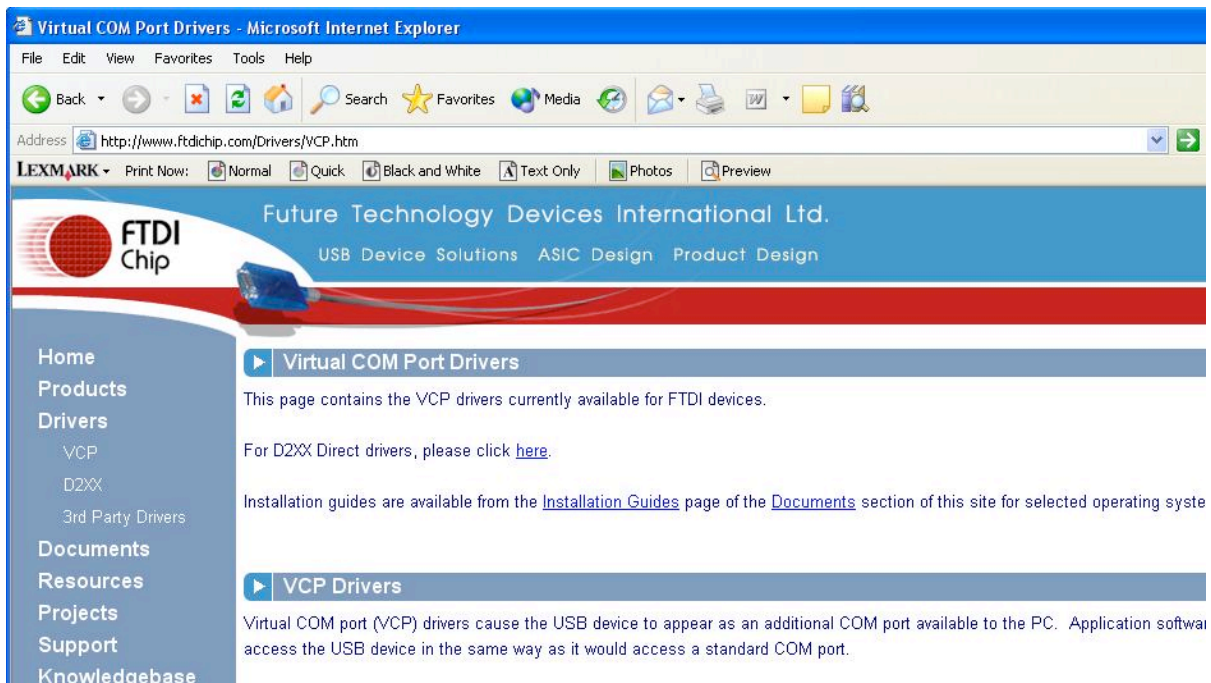 Virtual COM Port Drivers - Microsoft Internet Explorer
File Edit View Favorites Tools Help
Back Search Favorites Media
Address http://www.ftdichip.com/Drivers/VCP.htm
LEXMARK Print Now: Normal Quick Black and White Text Only Photos Preview
FTDI Chip
Future Technology Devices International Ltd.
USB Device Solutions ASIC Design Product Design
Home
Products
Drivers
VCP
D2XX
3rd Party Drivers
Documents
Resources
Projects
Support
Knowledgebase
Virtual COM Port Drivers
This page contains the VCP drivers currently available for FTDI devices.
For D2XX Direct drivers, please click here.
Installation guides are available from the Installation Guides page of the Documents section of this site for selected operating syste
VCP Drivers
Virtual COM port (VCP) drivers cause the USB device to appear as an additional COM port available to the PC. Application softwar
access the USB device in the same way as it would access a standard COM port.